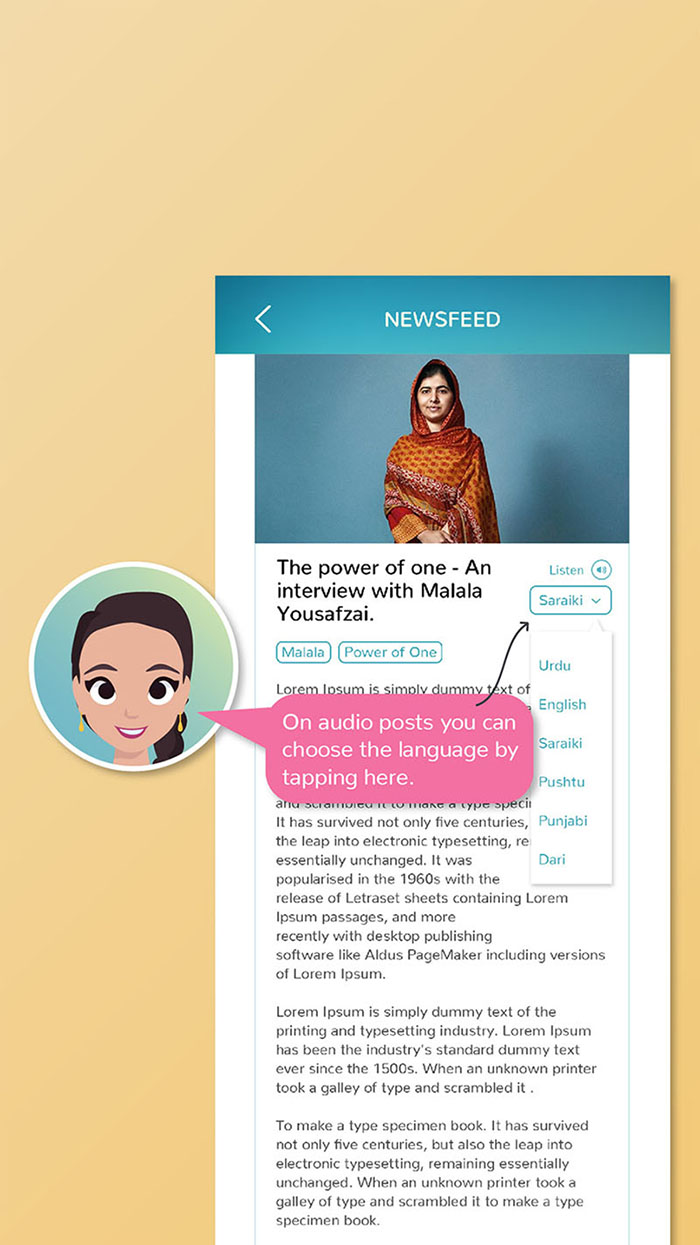 NEWSFEED
The power of one - An
interview with Malala
Yousafzai.
Listen
Saraiki
Malala
Power of One
Urdu
English
Saraiki
Pushtu
Punjabi
Dari
Lorem Ipsum is simply dummy text of
On audio posts you can
choose the language by
tapping here.
and scrambled it to make a type
It has survived not only five centuries,
the leap into electronic typesetting,
essentially unchanged. It was
popularised in the 1960s with the
release of Letraset sheets containing Lorem
Ipsum passages, and more
recently with desktop publishing
software like Aldus PageMaker including versions
of Lorem Ipsum.
Lorem Ipsum is simply dummy text of the
printing and typesetting industry. Lorem Ipsum
has been the industry's standard dummy text
ever since the 1500s. When an unknown printer
took a galley of type and scrambled it .
To make a type specimen book. It has survived
not only five centuries, but also the leap into
electronic typesetting, remaining essentially
unchanged. When an unknown printer took a
galley of type and scrambled it to make a type
specimen book.